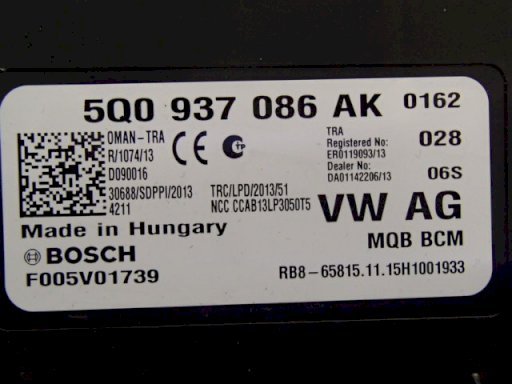 5Q0 937 086 AK 0162
OMAN-TRA
R/1074/13
D090016
30688/SDPPI/2013
4211
CE
TRC/LPD/2013/51
NCC CCAB13LP3050T5
TRA
Registered No:
ER0119093/13
Dealer No:
DA01142206/13
028
06S
Made in Hungary
VW AG
BOSCH
MQB BCM
F005V01739
RB8-65815.11.15H1001933